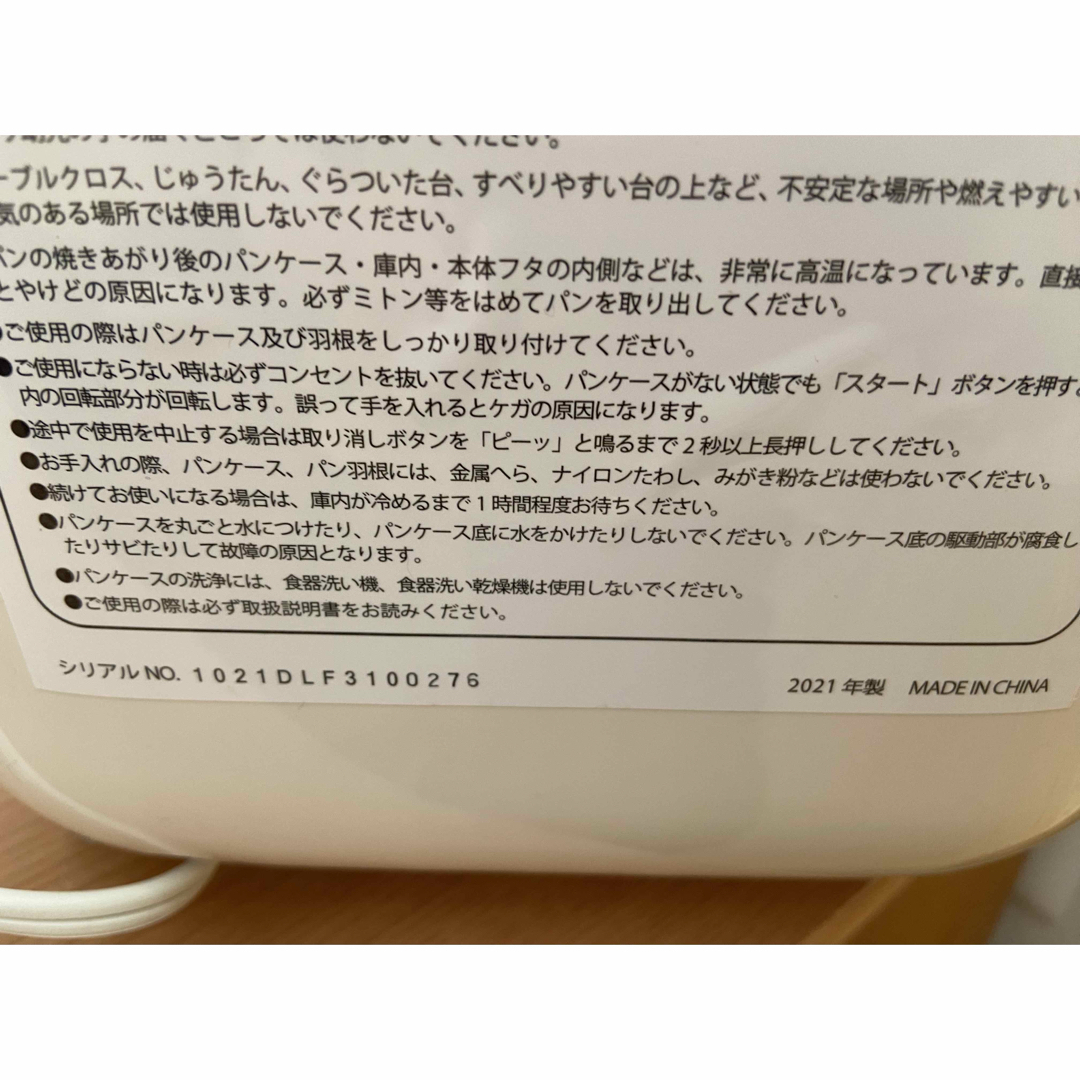 ーブルクロス、じゅうたん、ぐらついた台、すべりやすい台の上など、不安定な場所や燃えやすい
気のある場所では使用しないでください。
パンの焼きあがり後のパンケース・庫内・本体フタの内側などは、非常に高温になっています。直接
とやけどの原因になります。必ずミトン等をはめてパンを取り出してください。
●ご使用の際はパンケース及び羽根をしっかり取り付けてください。
●ご使用にならない時は必ずコンセントを抜いてください。パンケースがない状態でも「スタート」ボタンを押す
内の回転部分が回転します。誤って手を入れるとケガの原因になります。
●途中で使用を中止する場合は取り消しボタンを「ピーッ」と鳴るまで2秒以上長押ししてください。
●お手入れの際、パンケース、パン羽根には、金属へら、ナイロンたわし、みがき粉などは使わないでください。
●続けてお使いになる場合は、庫内が冷めるまで1時間程度お待ちください。
●パンケースを丸ごと水につけたり、パンケース底に水をかけたりしないでください。パンケース底の駆動部が腐食し
たりサビたりして故障の原因となります。
●パンケースの洗浄には、食器洗い機、食器洗い乾燥機は使用しないでください。
●ご使用の際は必ず取扱説明書をお読みください。
シリアルNO. 1021DLF3100276
2021年製 MADE IN CHINA